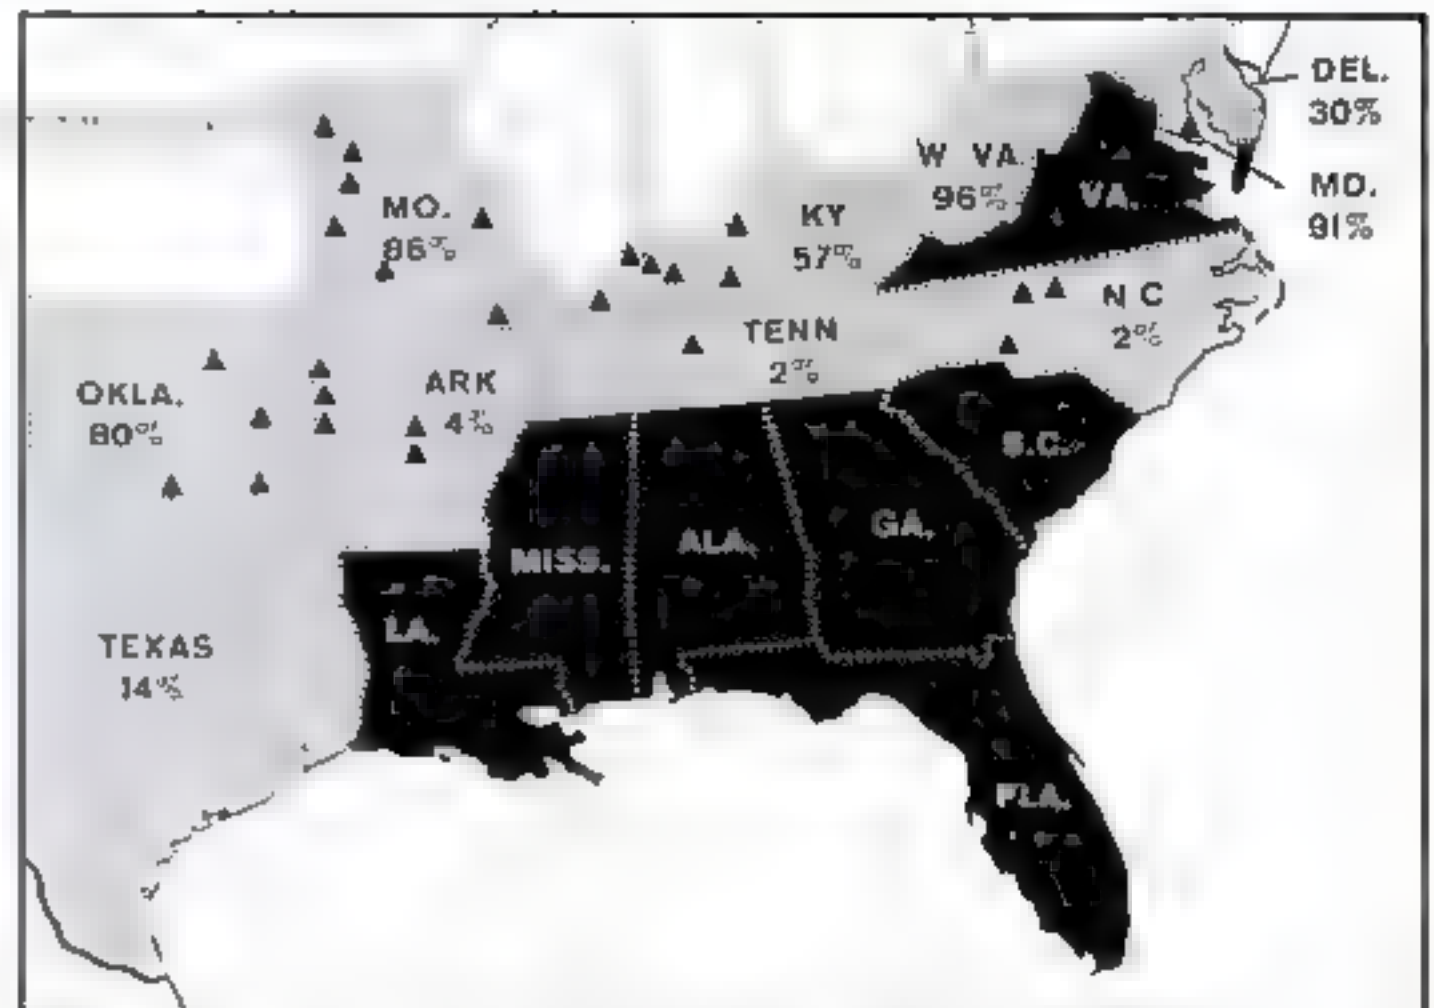 DEL.
30%
W VA.
96%
VA.
MD.
91%
MO.
86%
KY
57%
N C
2%
TENN
2%
OKLA.
80%
ARK
4%
S.C.
GA.
ALA.
MISS.
LA.
TEXAS
14%
FLA.